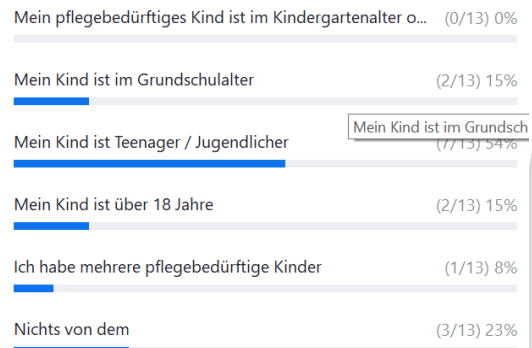 Mein pflegebedürftiges Kind ist im Kindergartenalter o... (0/13) 0%
Mein Kind ist im Grundschulalter (2/13) 15%
Mein Kind ist im Grundsch
Mein Kind ist Teenager / Jugendlicher (7/13) 54%
Mein Kind ist über 18 Jahre (2/13) 15%
Ich habe mehrere pflegebedürftige Kinder (1/13) 8%
Nichts von dem (3/13) 23%